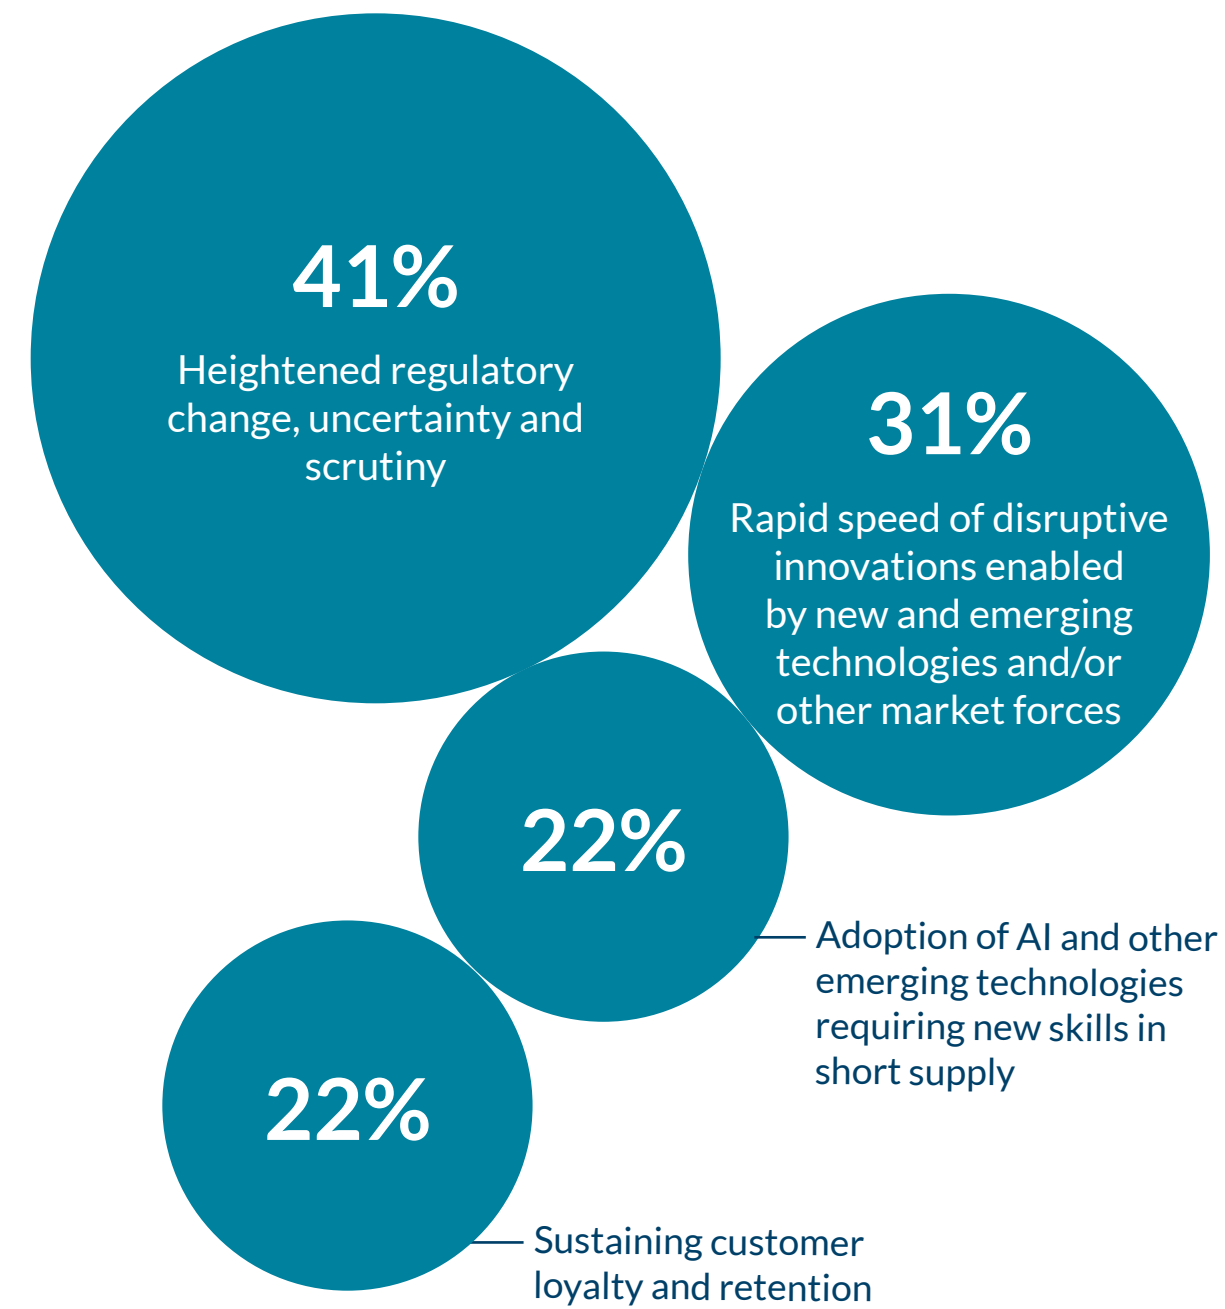 41%
Heightened regulatory
change, uncertainty and
scrutiny
31%
Rapid speed of disruptive
innovations enabled
by new and emerging
technologies and/or
other market forces
22%
Adoption of AI and other
emerging technologies
requiring new skills in
short supply
22%
Sustaining customer
loyalty and retention